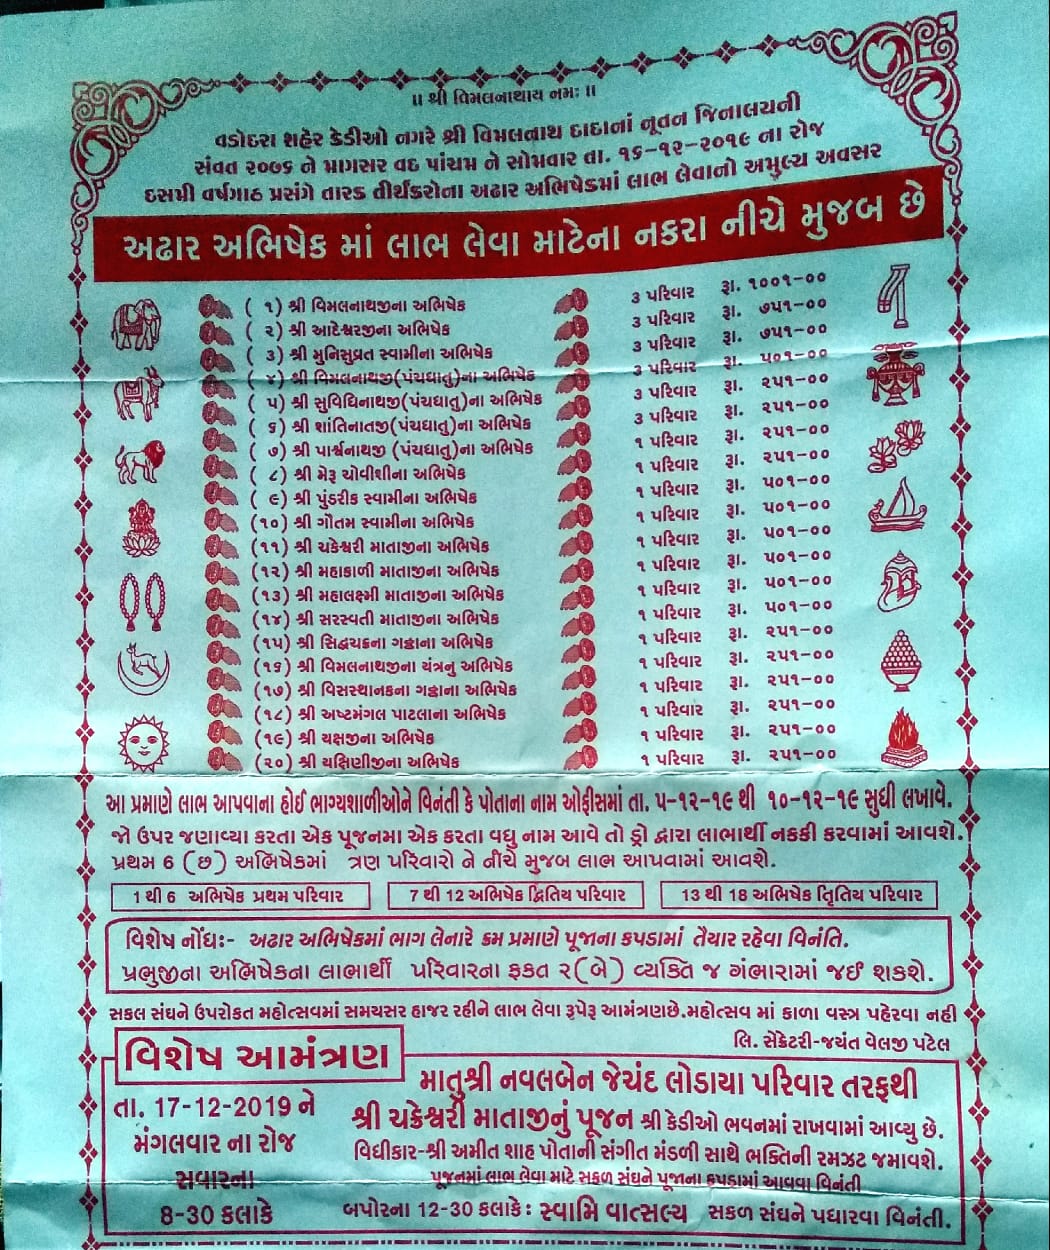 ॥ શ્રી વિમલનાથાય નમઃ ॥
વડોદરા શહેર કેડીઓ નગરે શ્રી વિમલનાથ દાદાનાં નૂતન જિનાલયની
સંવત ૨૦૭૬ ને માગસર વદ પાંચમ ને સોમવાર તા. ૧૬-૧૨-૨૦૧૯ ના રોજ
દસમી વર્ષગાઠ પ્રસંગે તારક તીર્થંકરોના અઢાર અભિષેકમાં લાભ લેવાનો અમુલ્ય અવસર
અઢાર અભિષેક માં લાભ લેવા માટેના નકરા નીચે મુજબ છે
(૧) શ્રી વિમલનાથજીના અભિષેક ૩ પરિવાર રૂા. ૧૦૦૧-૦૦
(૨) શ્રી આદેશ્વરજીના અભિષેક ૩ પરિવાર રૂા. ૭૫૧-૦૦
(૩) શ્રી મુનિસુવ્રત સ્વામીના અભિષેક ૩ પરિવાર રૂા. ૭૫૧-૦૦
(૪) શ્રી વિમલનાથજી(પંચધાતુ)ના અભિષેક ૩ પરિવાર રૂા. ૫૦૧-૦૦
(૫) શ્રી સુવિધિનાથજી(પંચધાતુ)ના અભિષેક ૩ પરિવાર રૂા. ૨૫૧-૦૦
(૬) શ્રી શાંતિનાતજી(પંચધાતુ)ના અભિષેક ૩ પરિવાર રૂા. ૨૫૧-૦૦
(૭) શ્રી પાર્શ્વનાથજી (પંચધાતુ)ના અભિષેક ૧ પરિવાર રૂા. ૨૫૧-૦૦
(૮) શ્રી મેરૂ ચોવીશીના અભિષેક ૧ પરિવાર રૂા. ૨૫૧-૦૦
(૯) શ્રી પુંડરીક સ્વામીના અભિષેક ૧ પરિવાર રૂા. ૫૦૧-૦૦
(૧૦) શ્રી ગૌતમ સ્વામીના અભિષેક ૧ પરિવાર રૂા. ૫૦૧-૦૦
(૧૧) શ્રી ચકેશ્વરી માતાજીના અભિષેક ૧ પરિવાર રૂા. ૫૦૧-૦૦
(૧૨) શ્રી મહાકાળી માતાજીના અભિષેક ૧ પરિવાર રૂા. ૫૦૧-૦૦
(૧૩) શ્રી મહાલક્ષ્મી માતાજીના અભિષેક ૧ પરિવાર રૂા. ૫૦૧-૦૦
(૧૪) શ્રી સરસ્વતી માતાજીના અભિષેક ૧ પરિવાર રૂા. ૫૦૧-૦૦
(૧૫) શ્રી સિદ્ધચક્રના ગટ્ટાના અભિષેક ૧ પરિવાર રૂા. ૨૫૧-૦૦
(૧૬) શ્રી વિમલનાથજીના યંત્રનુ અભિષેક ૧ પરિવાર રૂા. ૨૫૧-૦૦
(૧૭) શ્રી વિસસ્થાનકના ગટ્ટાના અભિષેક ૧ પરિવાર રૂા. ૨૫૧-૦૦
(૧૮) શ્રી અષ્ટમંગલ પાટલાના અભિષેક ૧ પરિવાર રૂા. ૨૫૧-૦૦
(૧૯) શ્રી યક્ષજીના અભિષેક ૧ પરિવાર રૂા. ૨૫૧-૦૦
(૨૦) શ્રી યક્ષિણીજીના અભિષેક ૧ પરિવાર રૂા. ૨૫૧-૦૦
આ પ્રમાણે લાભ આપવાના હોઈ ભાગ્યશાળીઓને વિનંતી કે પોતાના નામ ઓફીસમાં તા. ૫-૧૨-૧૯ થી ૧૦-૧૨-૧૯ સુધી લખાવે.
જો ઉપર જણાવ્યા કરતા એક પૂજનમા એક કરતા વધુ નામ આવે તો ડ્રો દ્વારા લાભાર્થી નકકી કરવામાં આવશે.
પ્રથમ 6 (છ) અભિષેકમાં ત્રણ પરિવારો ને નીચે મુજબ લાભ આપવામાં આવશે.
1 થી 6 અભિષેક પ્રથમ પરિવાર 7 થી 12 અભિષેક દ્વિતિય પરિવાર 13 થી 18 અભિષેક ત્રિતિય પરિવાર
વિશેષ નોંધઃ- અઢાર અભિષેકમાં ભાગ લેનારે ક્રમ પ્રમાણે પૂજાના કપડામાં તૈયાર રહેવા વિનંતિ.
પ્રભુજીના અભિષેકના લાભાર્થી પરિવારના ફકત ૨(બે) વ્યક્તિ જ ગંભારામાં જઈ શકશે.
સકલ સંઘને ઉપરોકત મહોત્સવમાં સમયસર હાજર રહીને લાભ લેવા રૂપેરૂ આમંત્રણછે.મહોત્સવ માં કાળા વસ્ત્ર પહેરવા નહી
લિ. સેક્રેટરી-જયંત વેલજી પટેલ
વિશેષ આમંત્રણ
તા. 17-12-2019 ને
મંગલવાર ના રોજ
સવારના
8-30 કલાકે
માતુશ્રી નવલબેન જેચંદ લોડાયા પરિવાર તરફથી
શ્રી ચક્રેશ્વરી માતાજીનું પૂજન શ્રી કેડીઓ ભવનમાં રાખવામાં આવ્યુ છે.
વિધીકાર-શ્રી અમીત શાહ પોતાની સંગીત મંડળી સાથે ભક્તિની રમઝટ જમાવશે.
પૂજનમાં લાભ લેવા માટે સકળ સંઘને પૂજાના કપડામાં આવવા વિનંતી
બપોરના 12-30 કલાકે : સ્વામિ વાત્સલ્ય સકળ સંઘને પધારવા વિનંતી.